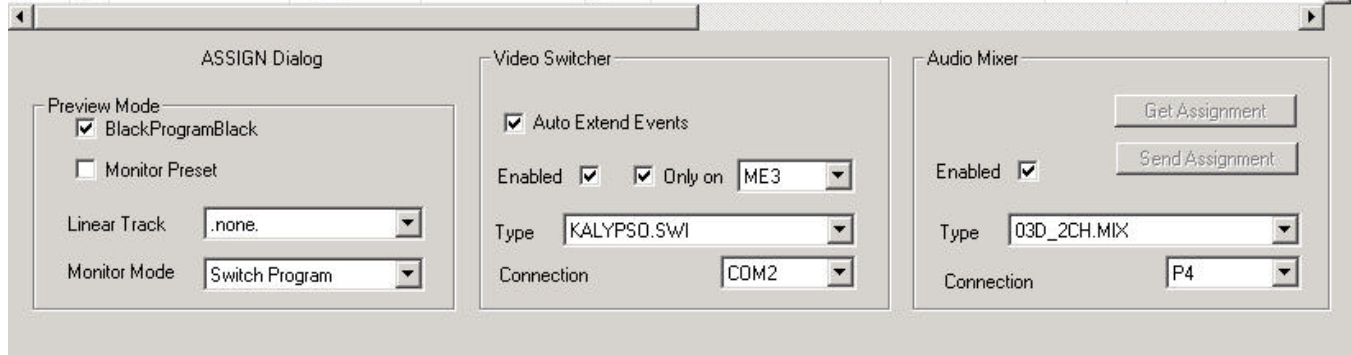 ASSIGN Dialog
Preview Mode
BlackProgramBlack
Monitor Preset
Linear Track .none.
Monitor Mode Switch Program
Video Switcher
Auto Extend Events
Enabled Only on ME3
Type KALYPSO.SWI
Connection COM2
Audio Mixer
Get Assignment
Send Assignment
Enabled
Type 03D_2CH.MIX
Connection P4